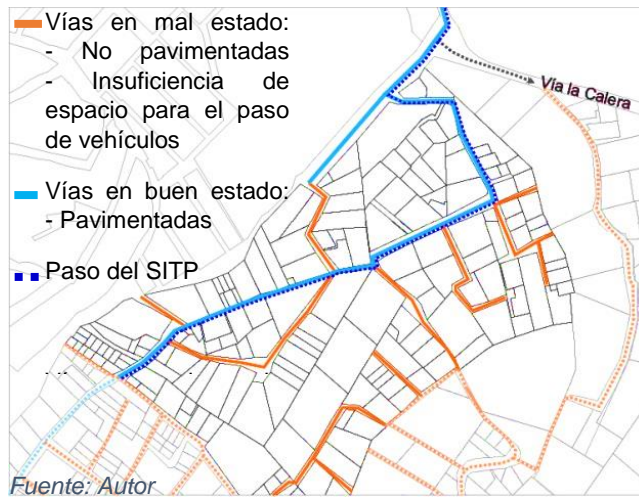 Vías en mal estado:
- No pavimentadas
- Insuficiencia de
espacio para el paso
de vehículos
Vía la Calera
Vías en buen estado:
- Pavimentadas
Paso del SITP
Fuente: Autor